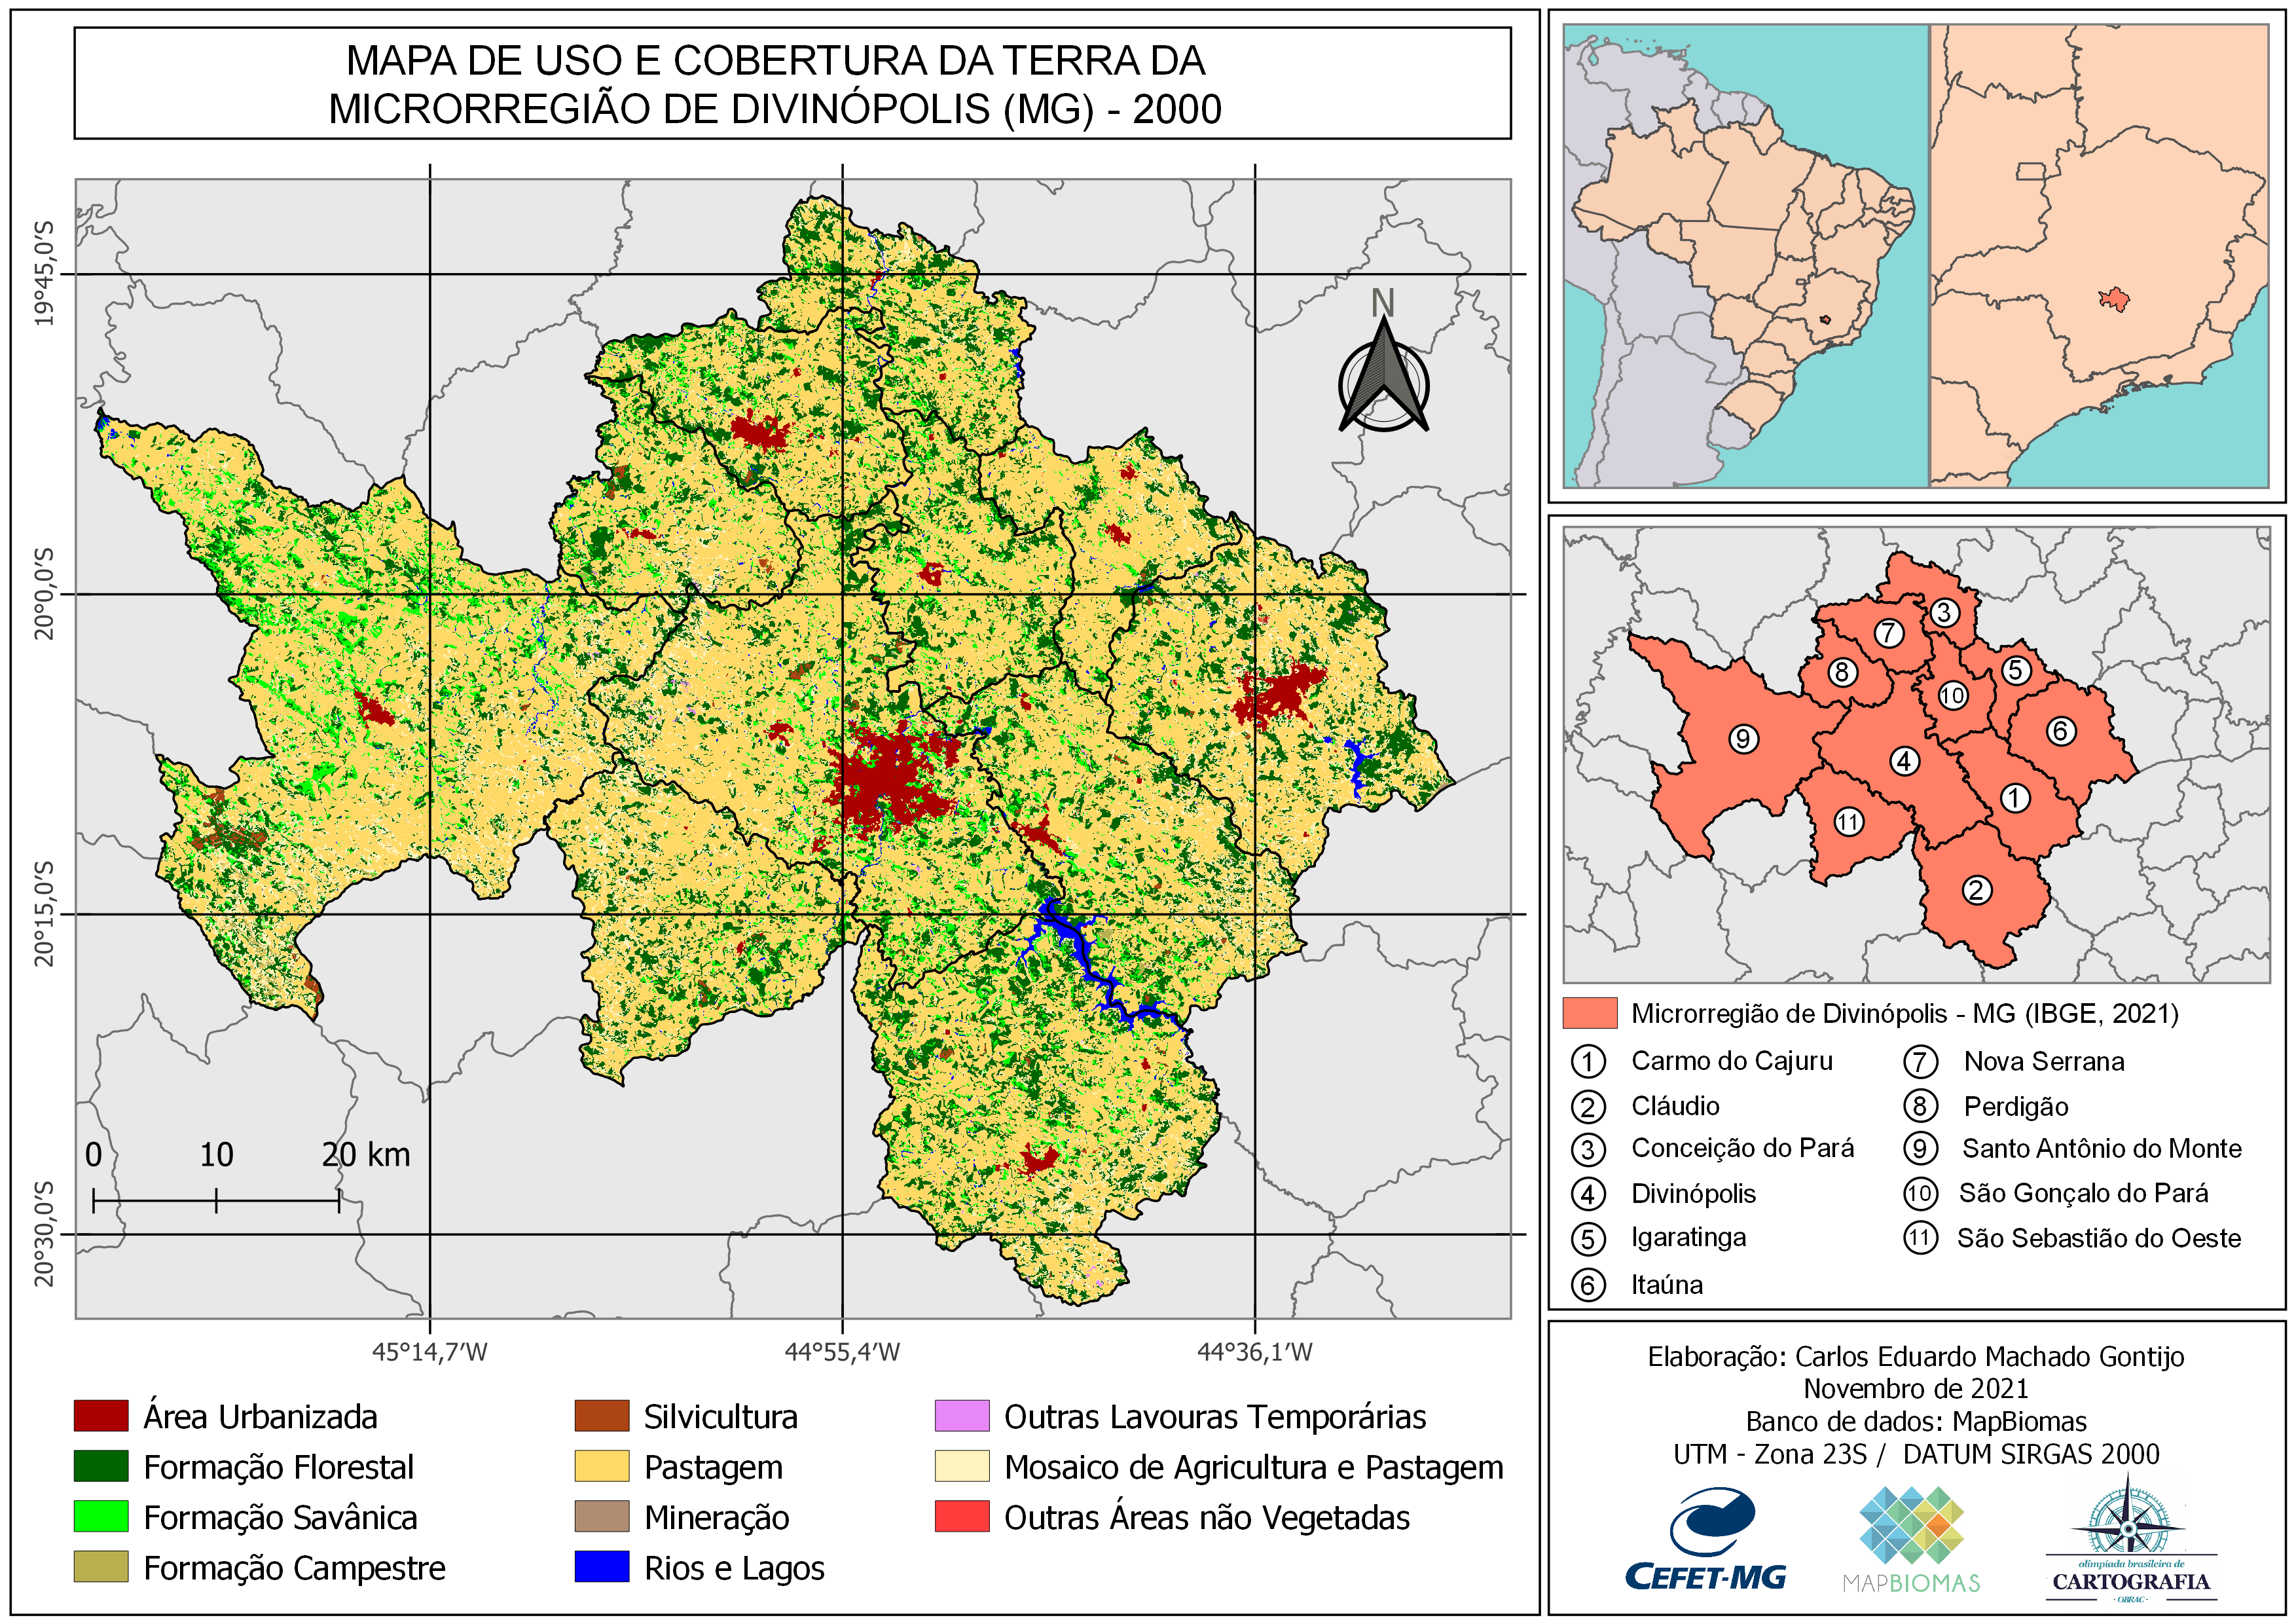 MAPA DE USO E COBERTURA DA TERRA DA
MICRORREGIÃO DE DIVINÓPOLIS (MG) - 2000
19°45,0'S
20°0,0'S
20°15,0'S
20°30,0'S
N
0 10 20 km
45°14,7'W 44°55,4'W 44°36,1'W
Área Urbanizada
Formação Florestal
Formação Savânica
Formação Campestre
Silvicultura
Pastagem
Mineração
Rios e Lagos
Outras Lavouras Temporárias
Mosaico de Agricultura e Pastagem
Outras Áreas não Vegetadas
3
7
5
8
10
6
9
4
1
11
2
Microrregião de Divinópolis - MG (IBGE, 2021)
1 Carmo do Cajuru
2 Cláudio
3 Conceição do Pará
4 Divinópolis
5 Igaratinga
6 Itaúna
7 Nova Serrana
8 Perdigão
9 Santo Antônio do Monte
10 São Gonçalo do Pará
11 São Sebastião do Oeste
Elaboração: Carlos Eduardo Machado Gontijo
Novembro de 2021
Banco de dados: MapBiomas
UTM - Zona 23S / DATUM SIRGAS 2000
CEFET-MG
MAPBIOMAS
olimpíada brasileira de
CARTOGRAFIA
· OBRAC ·